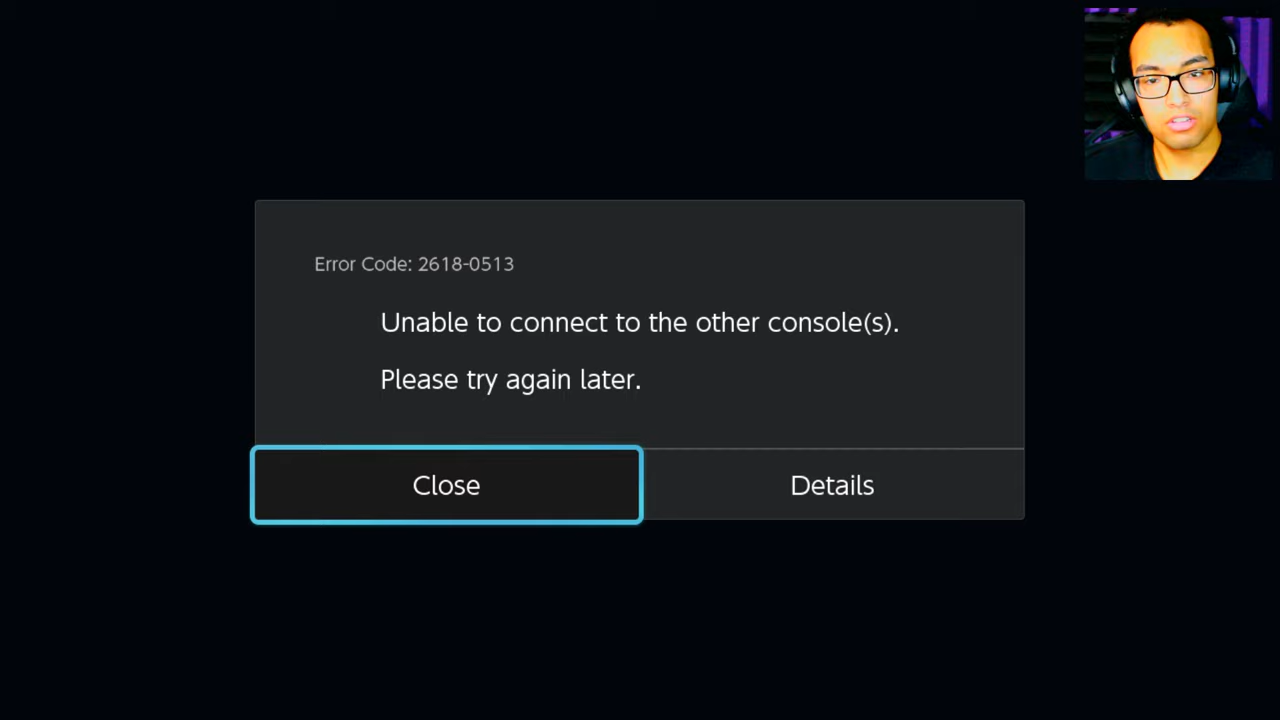 Error Code: 2618-0513
Unable to connect to the other console(s).
Please try again later.
Close
Details